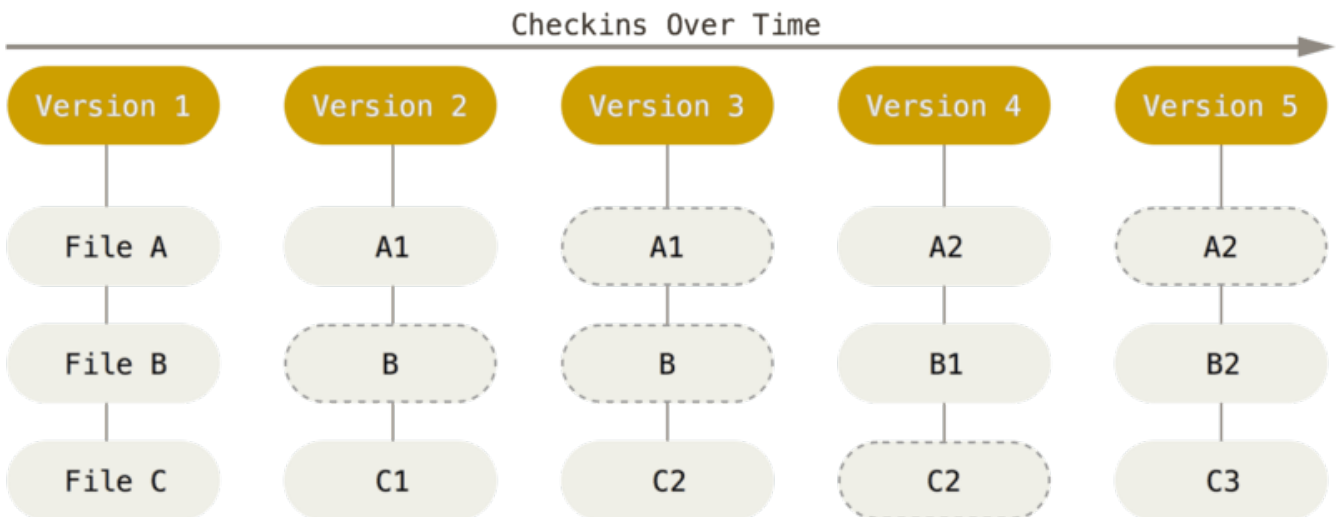 Checkins Over Time
Version 1 Version 2 Version 3 Version 4 Version 5
File A A1 A1 A2 A2
File B B B B1 B2
File C C1 C2 C2 C3